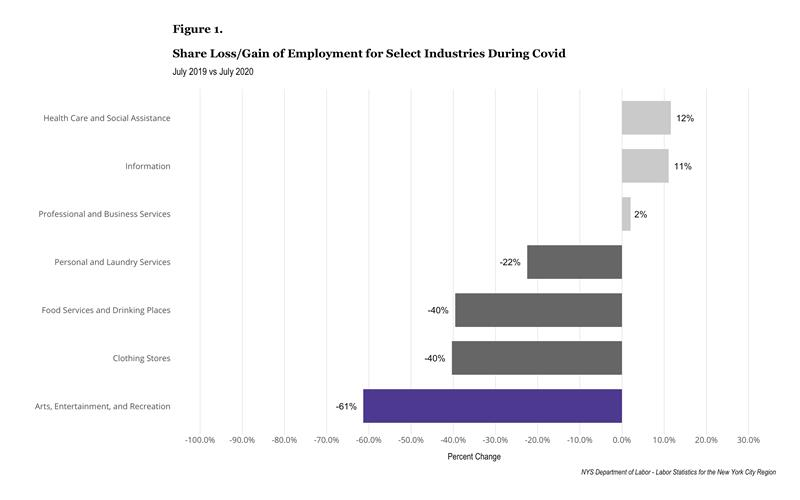 Figure 1.
Share Loss/Gain of Employment for Select Industries During Covid
July 2019 vs July 2020
Health Care and Social Assistance
12%
Information
11%
Professional and Business Services
2%
Personal and Laundry Services
-22%
Food Services and Drinking Places
-40%
Clothing Stores
-40%
Arts, Entertainment, and Recreation
-61%
-100.0% -90.0% -80.0% -70.0% -60.0% -50.0% -40.0% -30.0% -20.0% -10.0% 0.0% 10.0% 20.0% 30.0%
Percent Change
NYS Department of Labor - Labor Statistics for the New York City Region